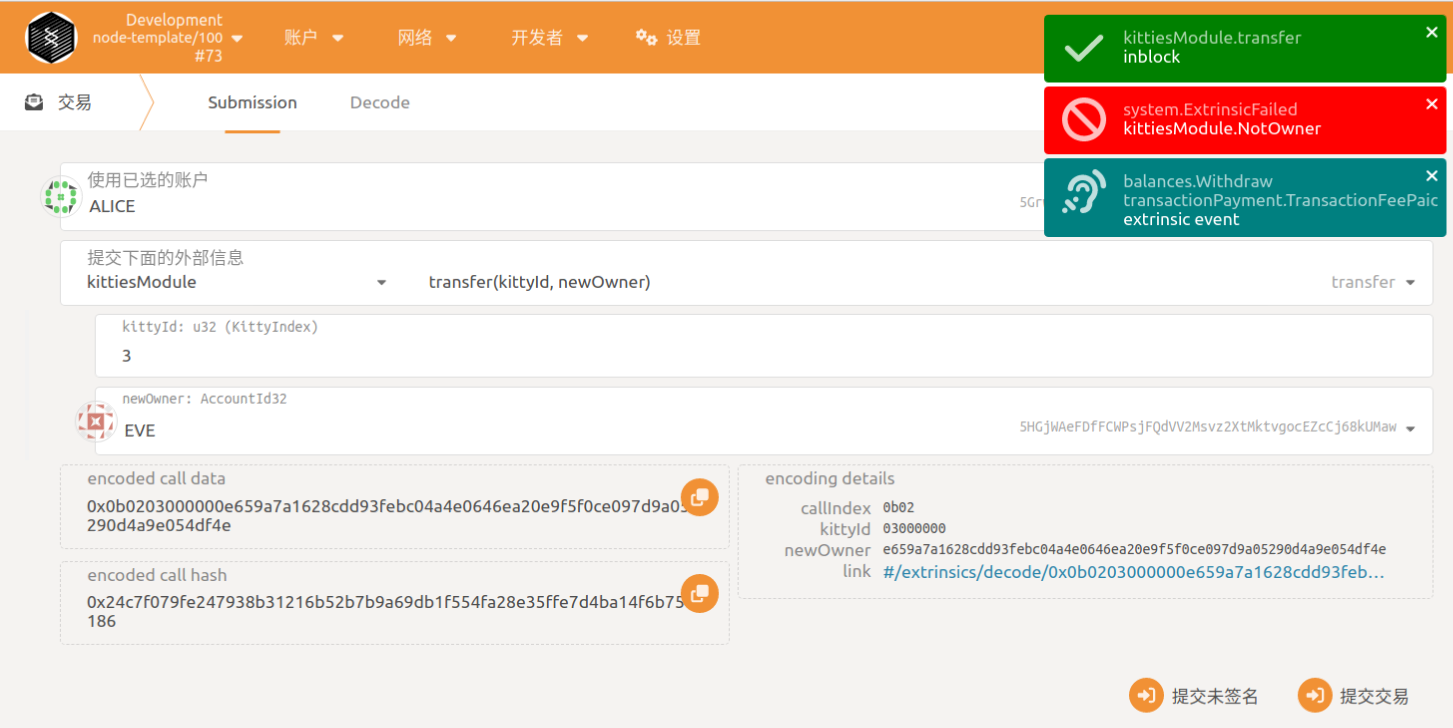 Development
node-template/100
#73
账户
网络
开发者
设置
kittiesModule.transfer
inblock
system.ExtrinsicFailed
kittiesModule.NotOwner
balances.Withdraw
transactionPayment.TransactionFeePaic
extrinsic event
交易
Submission
Decode
使用已选的账户
ALICE
提交下面的外部信息
kittiesModule
transfer(kittyId, newOwner)
transfer
kittyId: u32 (KittyIndex)
3
newOwner: AccountId32
EVE
5HGjWAeFDfFCWPsjFQdVV2Msvz2XtMktvgocEZcCj68kUMaw
encoded call data
0x0b0203000000e659a7a1628cdd93febc04a4e0646ea20e9f5f0ce097d9a05
290d4a9e054df4e
encoded call hash
0x24c7f079fe247938b31216b52b7b9a69db1f554fa28e35ffe7d4ba14f6b75
186
encoding details
callIndex 0b02
kittyId 03000000
newOwner e659a7a1628cdd93febc04a4e0646ea20e9f5f0ce097d9a05290d4a9e054df4e
link #/extrinsics/decode/0x0b0203000000e659a7a1628cdd93feb...
提交未签名
提交交易